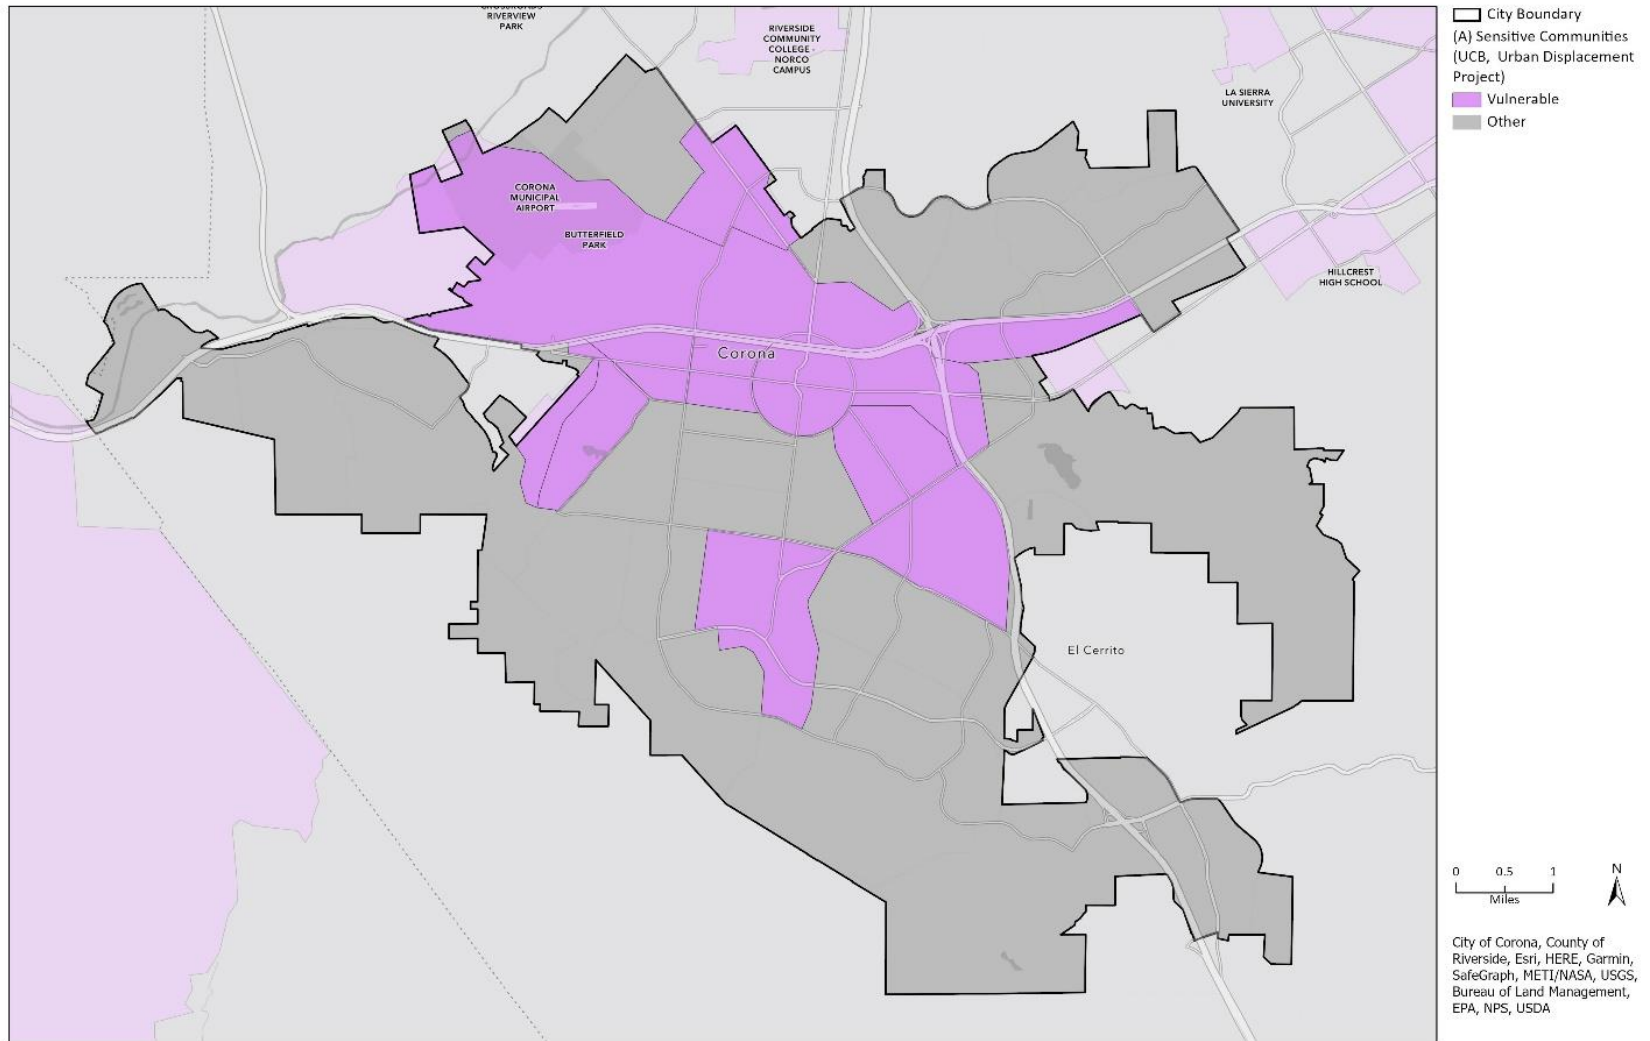 CROSSROADS
RIVERVIEW
PARK
RIVERSIDE
COMMUNITY
COLLEGE -
NORCO
CAMPUS
LA SIERRA
UNIVERSITY
CORONA
MUNICIPAL
AIRPORT
BUTTERFIELD
PARK
HILLCREST
HIGH SCHOOL
Corona
El Cerrito
City Boundary
(A) Sensitive Communities
(UCB, Urban Displacement
Project)
Vulnerable
Other
0 0.5 1
Miles
N
City of Corona, County of
Riverside, Esri, HERE, Garmin,
SafeGraph, METI/NASA, USGS,
Bureau of Land Management,
EPA, NPS, USDA